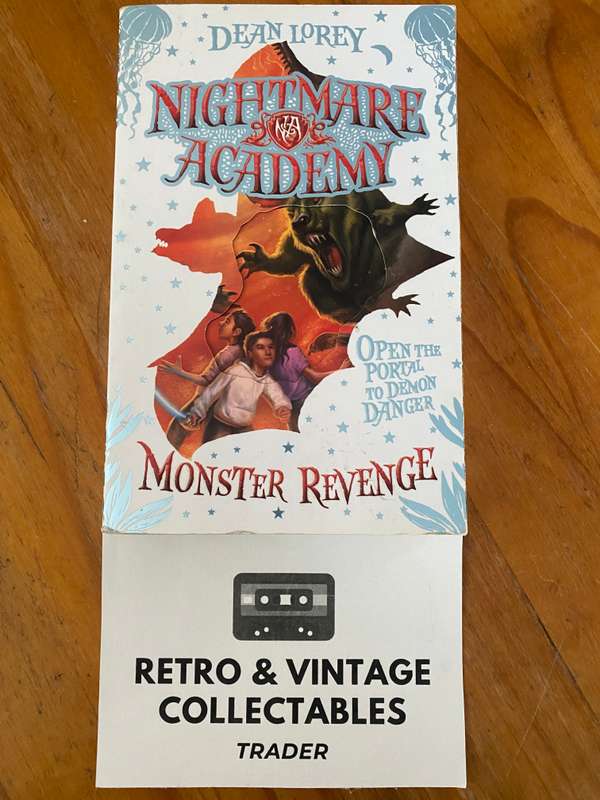 DEAN LOREY
NIGHTMARE
NA
ACADEMY
OPEN THE
PORTAL
TO DEMON
DANGER
MONSTER REVENGE
RETRO & VINTAGE
COLLECTABLES
TRADER